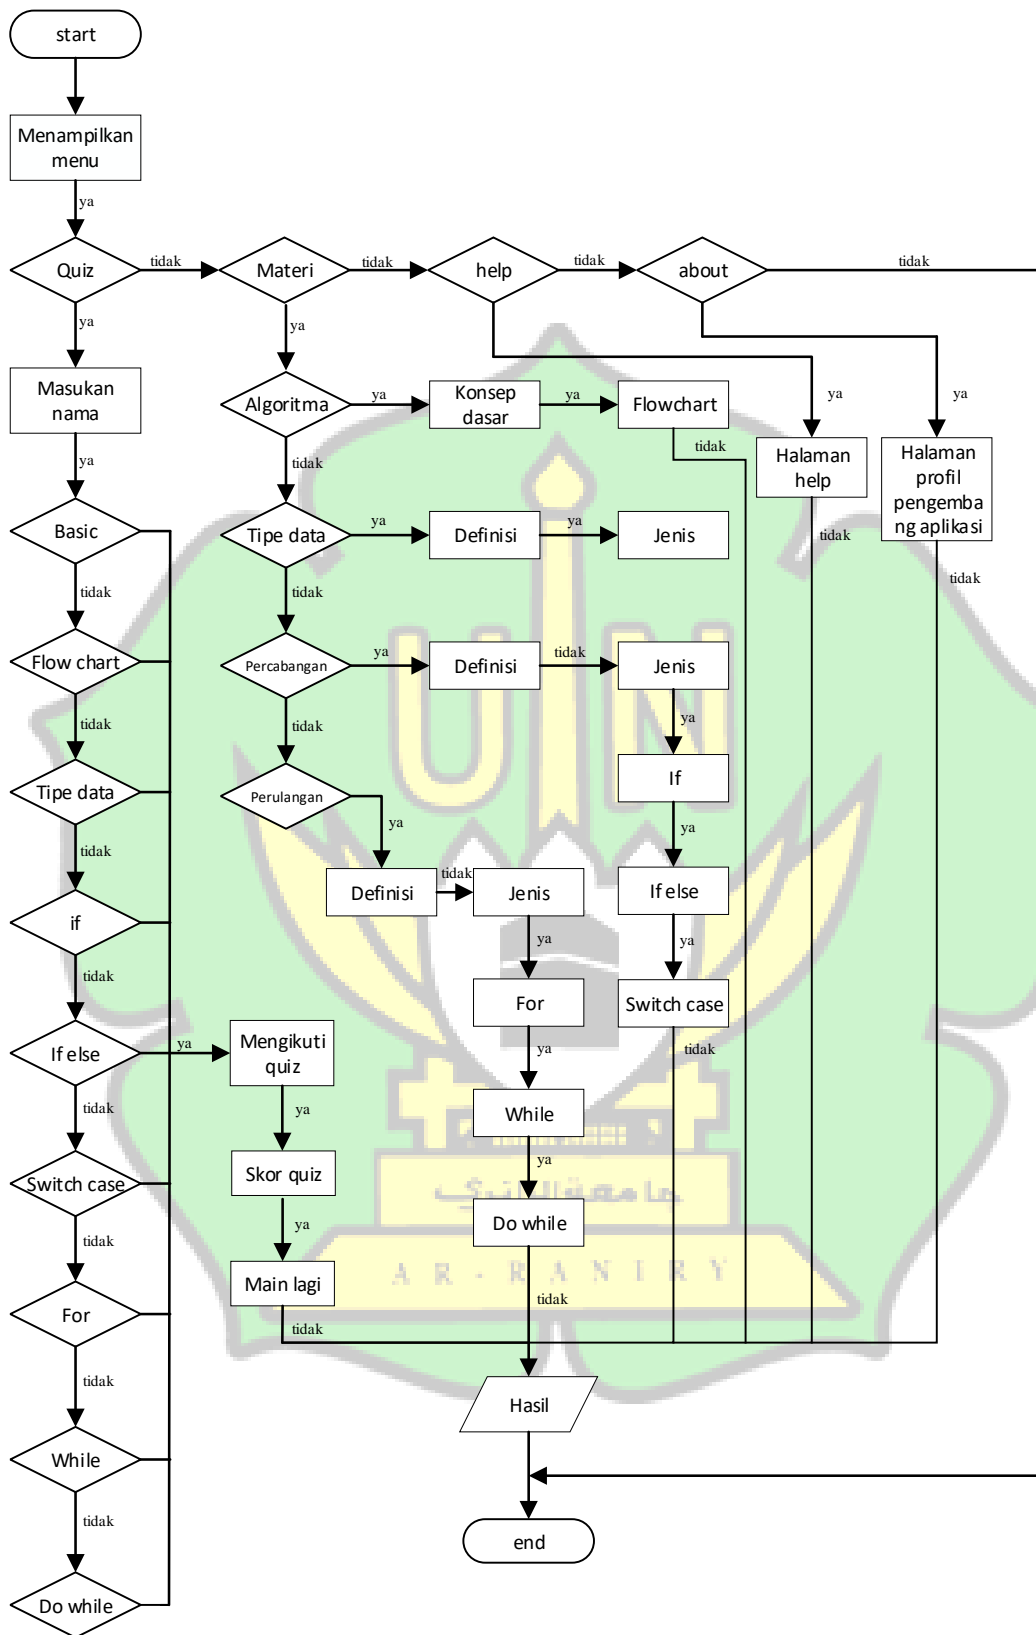 start
Menampilkan
menu
ya
Quiz
tidak
Materi
tidak
help
tidak
about
tidak
ya
ya
Masukan
nama
Algoritma
ya
Konsep
dasar
ya
Flowchart
ya
ya
ya
tidak
tidak
Halaman
help
Halaman
profil
pengemba
ng aplikasi
Basic
Tipe data
ya
Definisi
ya
Jenis
tidak
tidak
tidak
tidak
Flow chart
Percabangan
ya
Definisi
tidak
Jenis
tidak
tidak
ya
U I N
Tipe data
Perulangan
If
ya
ya
tidak
Definisi
tidak
Jenis
If else
if
ya
ya
tidak
For
Switch case
If else
ya
Mengikuti
quiz
ya
tidak
tidak
ya
While
Switch case
Skor quiz
ya
جامعة الرانري
ya
Do while
tidak
Main lagi
A R - R A N I R Y
For
tidak
tidak
tidak
Hasil
While
tidak
end
Do while